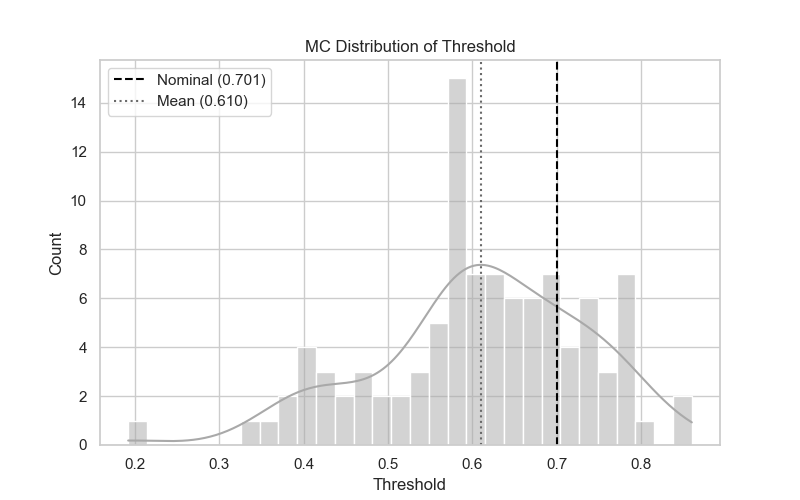 MC Distribution of Threshold
Nominal (0.701)
Mean (0.610)
14
12
10
8
6
4
2
0
Count
0.2 0.3 0.4 0.5 0.6 0.7 0.8
Threshold